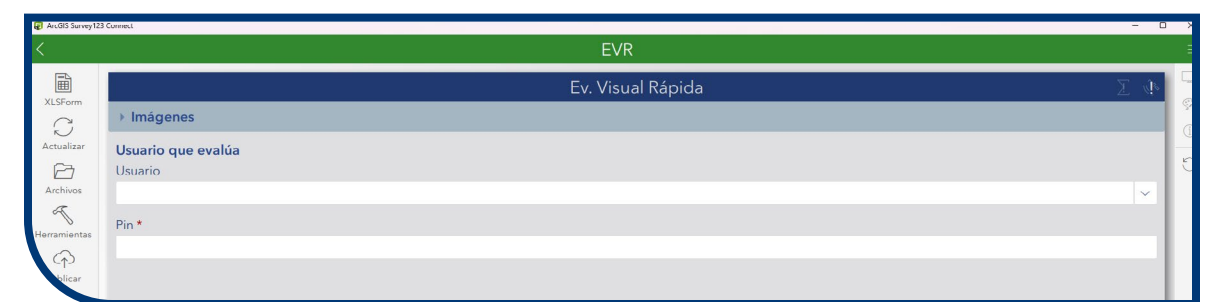 ArcGIS Survey123 Connect
EVR
XLSForm
Actualizar
Archivos
Herramientas
Ev. Visual Rápida
Imágenes
Usuario que evalúa
Usuario
Pin *